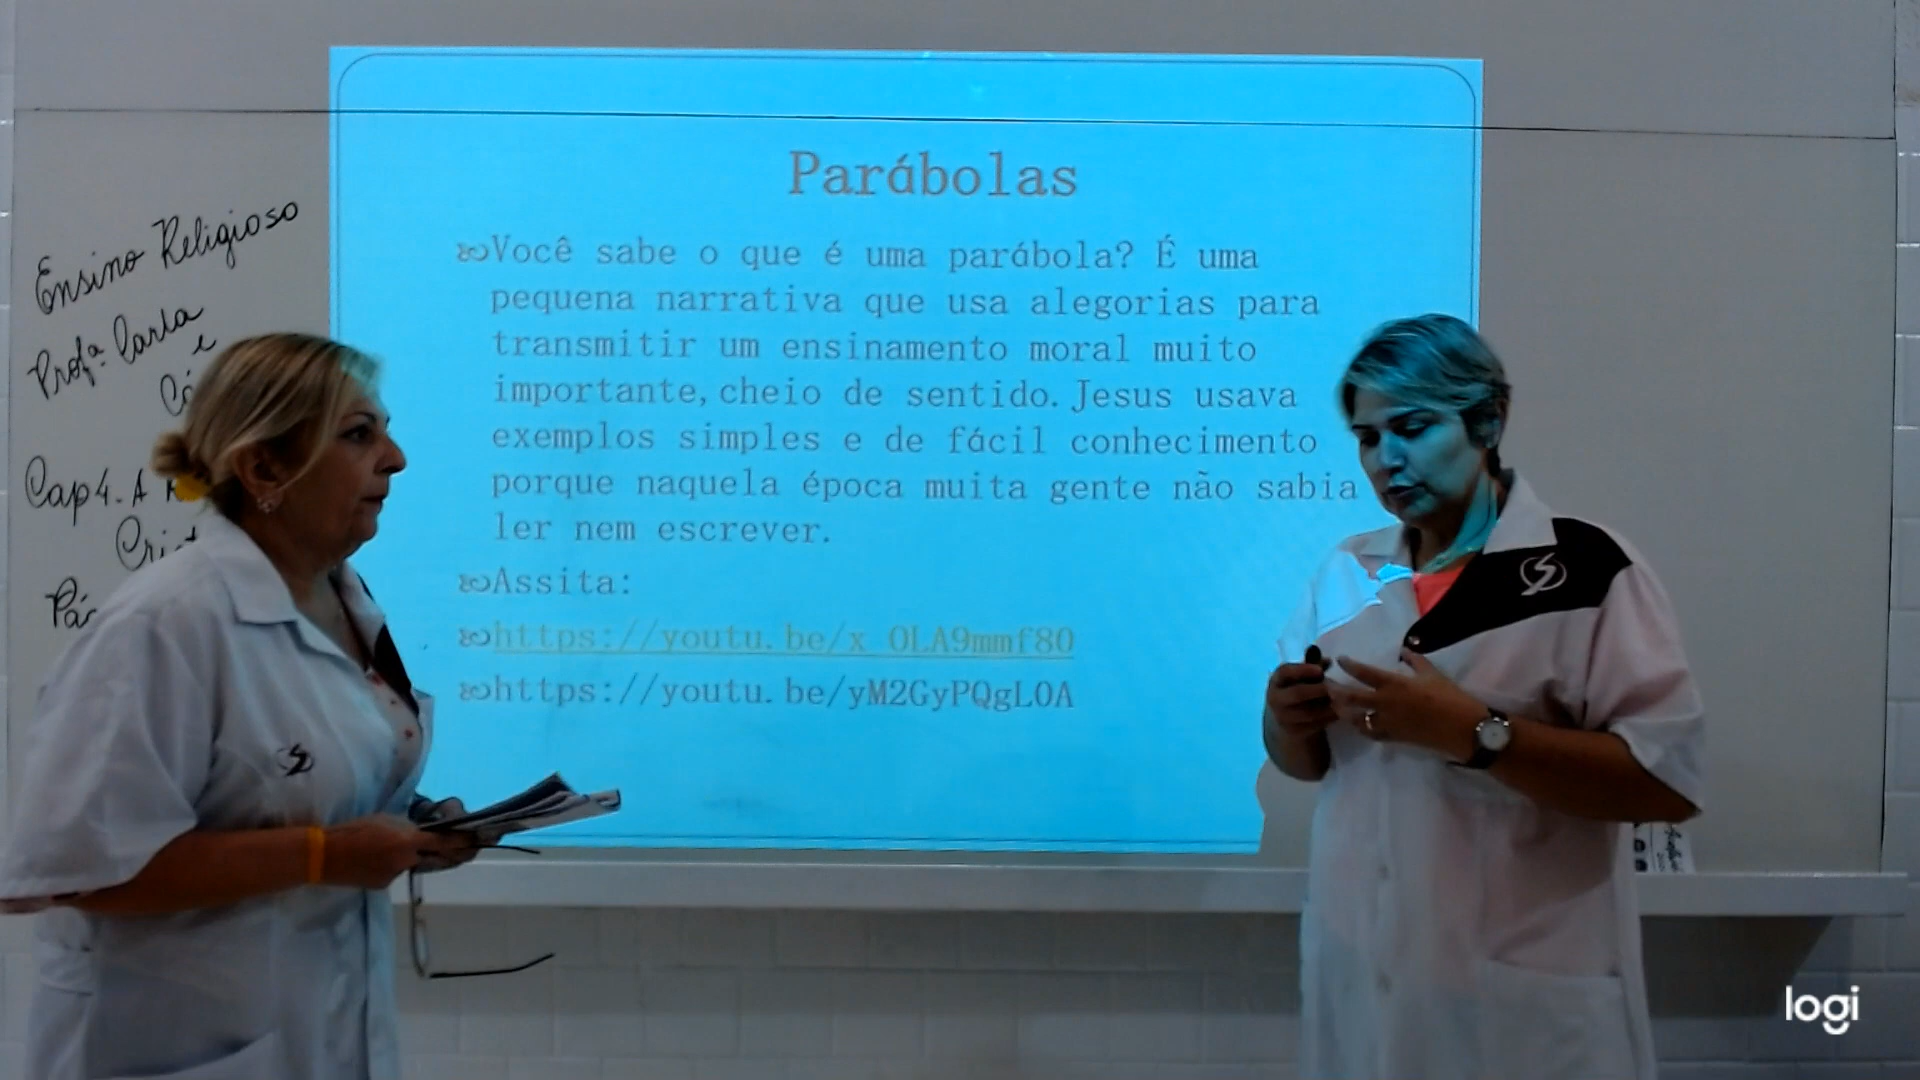 Ensino Religioso
Profª. Carla
e
Cap 4. A
Parábolas
Você sabe o que é uma parábola? É uma
pequena narrativa que usa alegorias para
transmitir um ensinamento moral muito
importante,cheio de sentido.Jesus usava
exemplos simples e de fácil conhecimento
porque naquela época muita gente não sabia
ler nem escrever.
Assita:
https://youtu.be/x_OLA9mmf80
https://youtu.be/yM2GyPQgL0A
logi